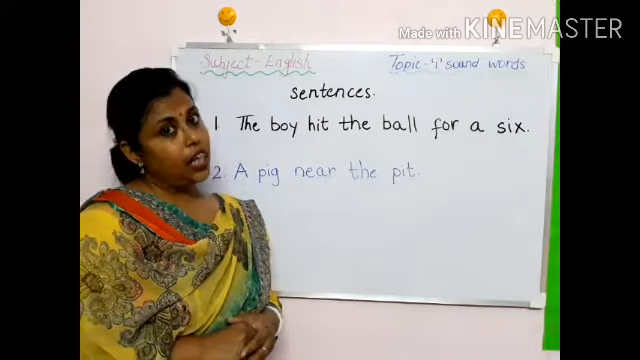 Made with KINEMASTER
Subject - English Topic - 'i' sound words
sentences.
1 The boy hit the ball for a six.
2. A pig near the pit.